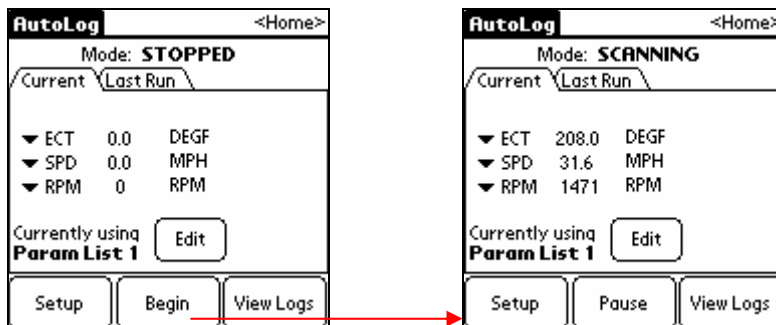 AutoLog <Home>
Mode: STOPPED
Current Last Run
ECT 0.0 DEGF
SPD 0.0 MPH
RPM 0 RPM
Currently using
Param List 1
Edit
Setup Begin View Logs
AutoLog <Home>
Mode: SCANNING
Current Last Run
ECT 208.0 DEGF
SPD 31.6 MPH
RPM 1471 RPM
Currently using
Param List 1
Edit
Setup Pause View Logs